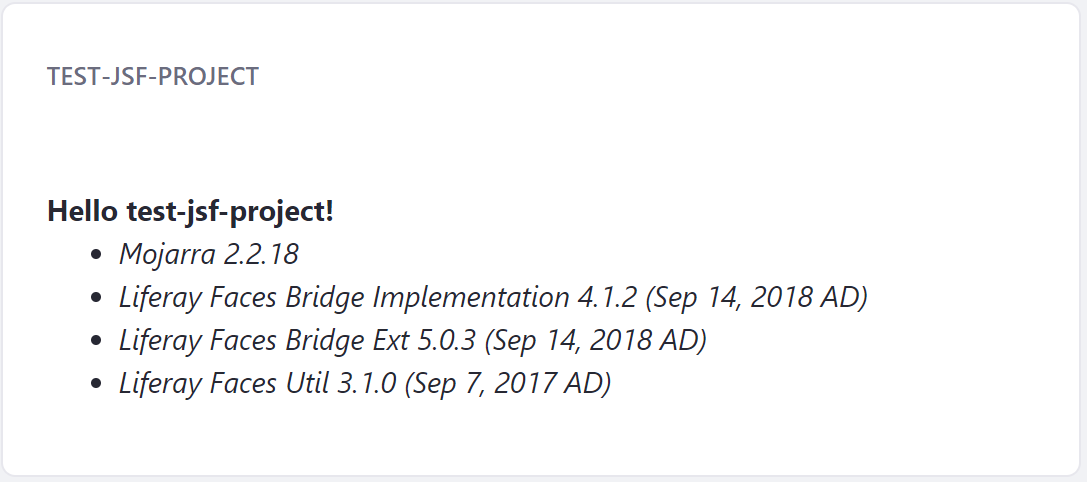 TEST-JSF-PROJECT
Hello test-jsf-project!
Mojarra 2.2.18
Liferay Faces Bridge Implementation 4.1.2 (Sep 14, 2018 AD)
Liferay Faces Bridge Ext 5.0.3 (Sep 14, 2018 AD)
Liferay Faces Util 3.1.0 (Sep 7, 2017 AD)